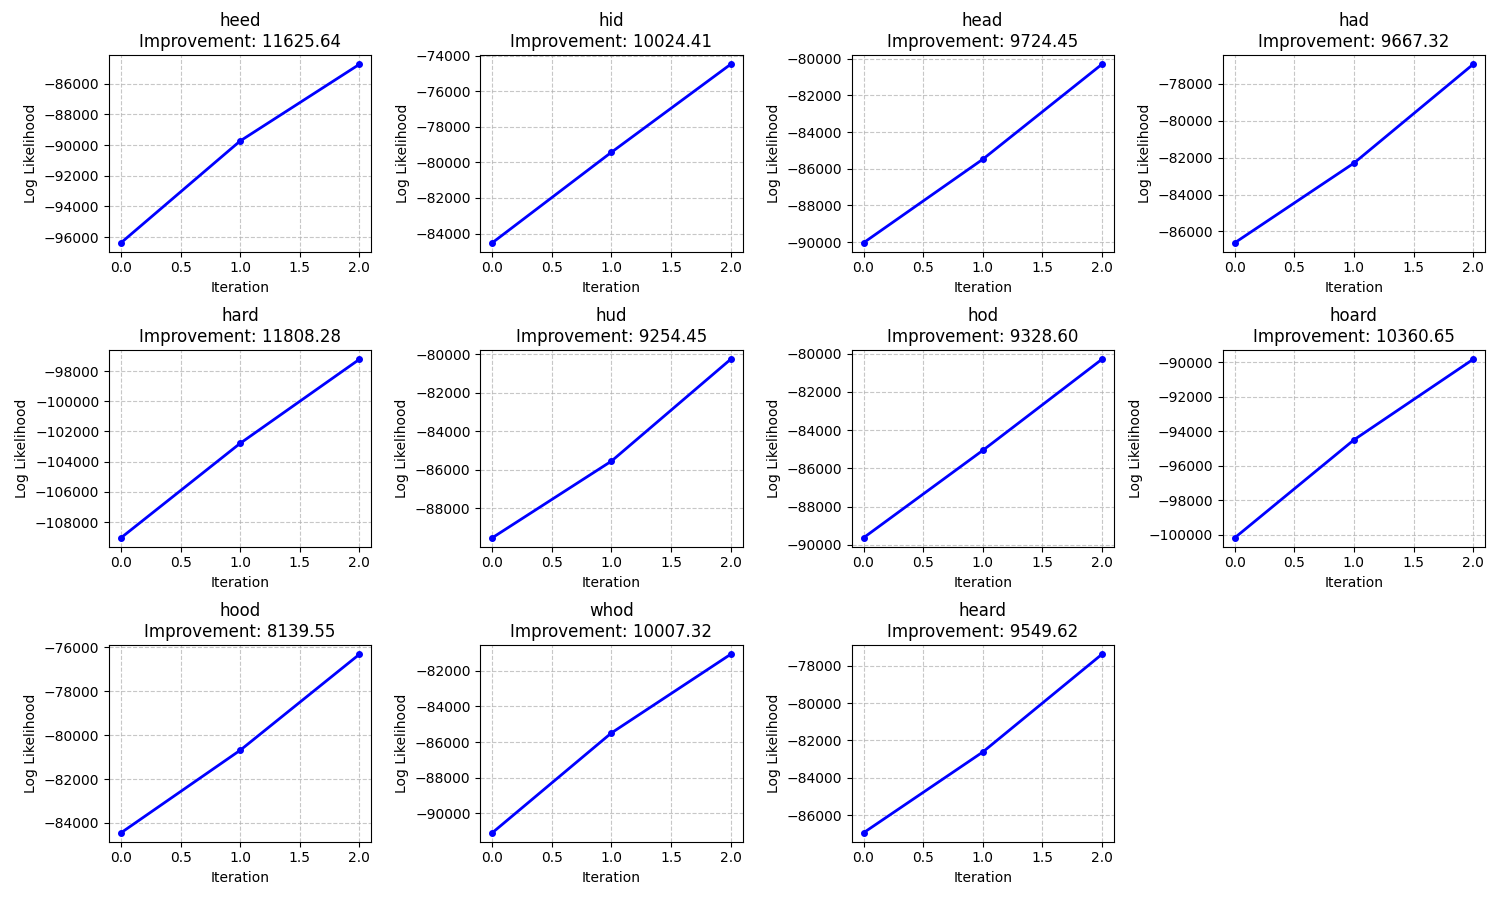 heed
Improvement: 11625.64
−86000
−88000
−90000
−92000
−94000
−96000
Log Likelihood
0.0 0.5 1.0 1.5 2.0
Iteration
hid
Improvement: 10024.41
−74000
−76000
−78000
−80000
−82000
−84000
Log Likelihood
0.0 0.5 1.0 1.5 2.0
Iteration
head
Improvement: 9724.45
−80000
−82000
−84000
−86000
−88000
−90000
Log Likelihood
0.0 0.5 1.0 1.5 2.0
Iteration
had
Improvement: 9667.32
−78000
−80000
−82000
−84000
−86000
Log Likelihood
0.0 0.5 1.0 1.5 2.0
Iteration
hard
Improvement: 11808.28
−98000
−100000
−102000
−104000
−106000
−108000
Log Likelihood
0.0 0.5 1.0 1.5 2.0
Iteration
hud
Improvement: 9254.45
−80000
−82000
−84000
−86000
−88000
Log Likelihood
0.0 0.5 1.0 1.5 2.0
Iteration
hod
Improvement: 9328.60
−80000
−82000
−84000
−86000
−88000
−90000
Log Likelihood
0.0 0.5 1.0 1.5 2.0
Iteration
hoard
Improvement: 10360.65
−90000
−92000
−94000
−96000
−98000
−100000
Log Likelihood
0.0 0.5 1.0 1.5 2.0
Iteration
hood
Improvement: 8139.55
−76000
−78000
−80000
−82000
−84000
Log Likelihood
0.0 0.5 1.0 1.5 2.0
Iteration
whod
Improvement: 10007.32
−82000
−84000
−86000
−88000
−90000
Log Likelihood
0.0 0.5 1.0 1.5 2.0
Iteration
heard
Improvement: 9549.62
−78000
−80000
−82000
−84000
−86000
Log Likelihood
0.0 0.5 1.0 1.5 2.0
Iteration